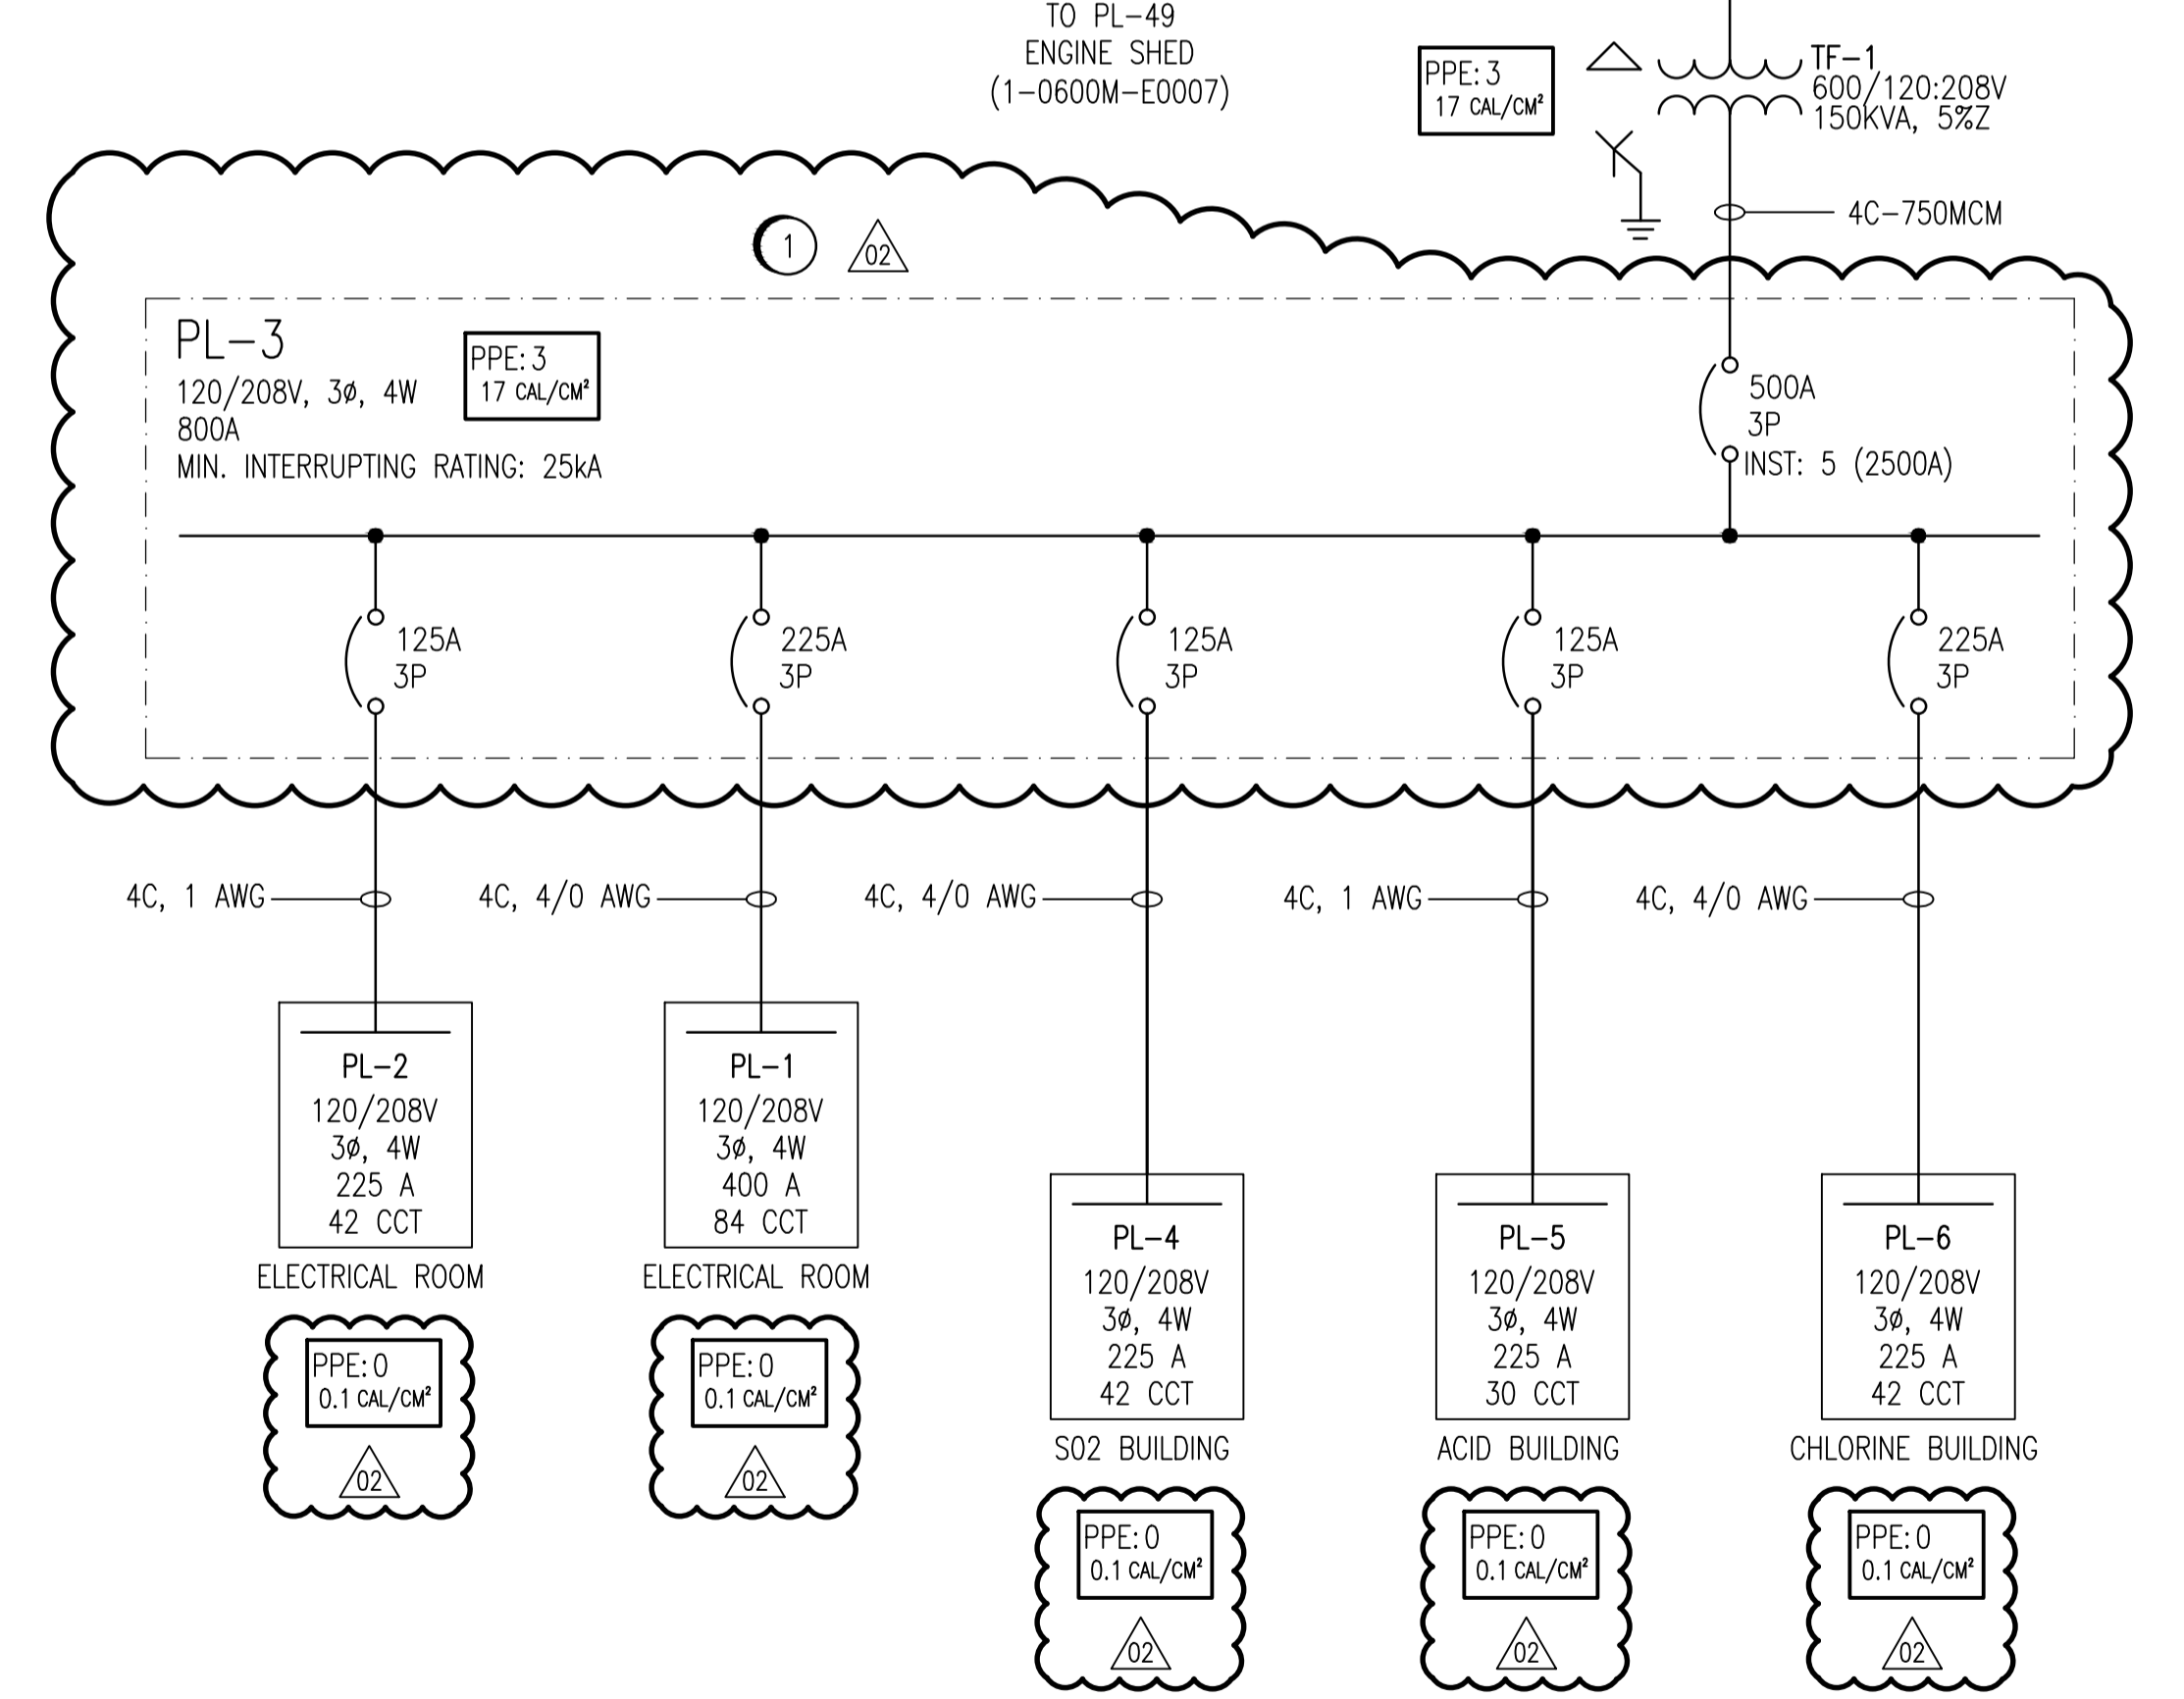 TO PL-49
ENGINE SHED
(1-0600M-E0007)
PPE: 3
17 CAL/CM²
TF-1
600/120:208V
150KVA, 5%Z
4C-750MCM
1
02
PL-3
120/208V, 3ø, 4W
800A
MIN. INTERRUPTING RATING: 25kA
PPE: 3
17 CAL/CM²
500A
3P
INST: 5 (2500A)
125A
3P
225A
3P
125A
3P
125A
3P
225A
3P
4C, 1 AWG
4C, 4/0 AWG
4C, 4/0 AWG
4C, 1 AWG
4C, 4/0 AWG
PL-2
120/208V
3ø, 4W
225 A
42 CCT
ELECTRICAL ROOM
PPE: 0
0.1 CAL/CM²
02
PL-1
120/208V
3ø, 4W
400 A
84 CCT
ELECTRICAL ROOM
PPE: 0
0.1 CAL/CM²
02
PL-4
120/208V
3ø, 4W
225 A
42 CCT
SO2 BUILDING
PPE: 0
0.1 CAL/CM²
02
PL-5
120/208V
3ø, 4W
225 A
30 CCT
ACID BUILDING
PPE: 0
0.1 CAL/CM²
02
PL-6
120/208V
3ø, 4W
225 A
42 CCT
CHLORINE BUILDING
PPE: 0
0.1 CAL/CM²
02